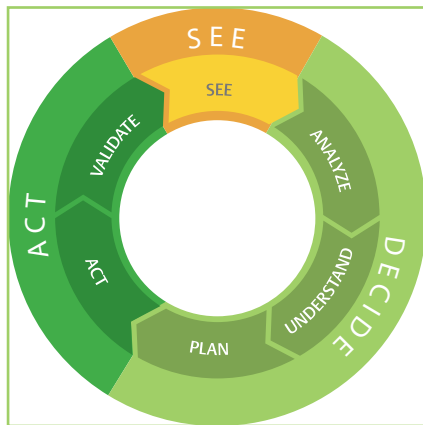 SEE
SEE
ANALYZE
DECIDE
UNDERSTAND
PLAN
ACT
ACT
VALIDATE